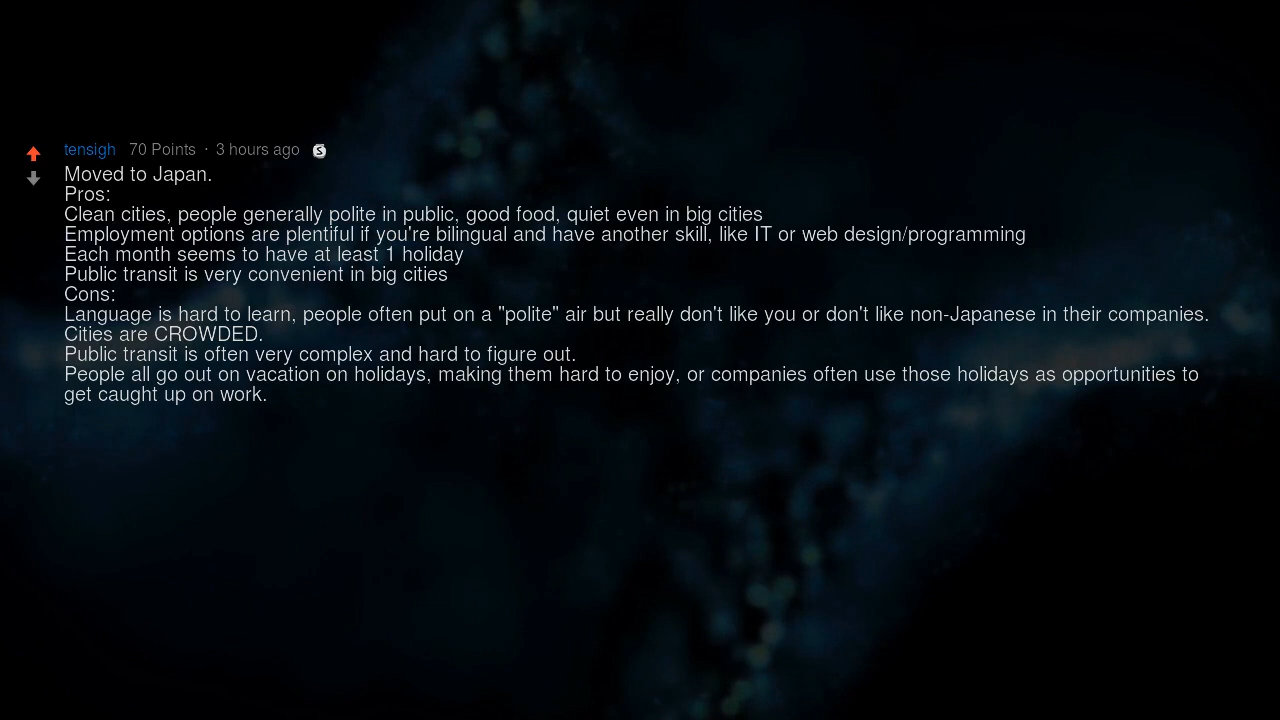 tensigh 70 Points · 3 hours ago
Moved to Japan.
Pros:
Clean cities, people generally polite in public, good food, quiet even in big cities
Employment options are plentiful if you're bilingual and have another skill, like IT or web design/programming
Each month seems to have at least 1 holiday
Public transit is very convenient in big cities
Cons:
Language is hard to learn, people often put on a "polite" air but really don't like you or don't like non-Japanese in their companies.
Cities are CROWDED.
Public transit is often very complex and hard to figure out.
People all go out on vacation on holidays, making them hard to enjoy, or companies often use those holidays as opportunities to
get caught up on work.